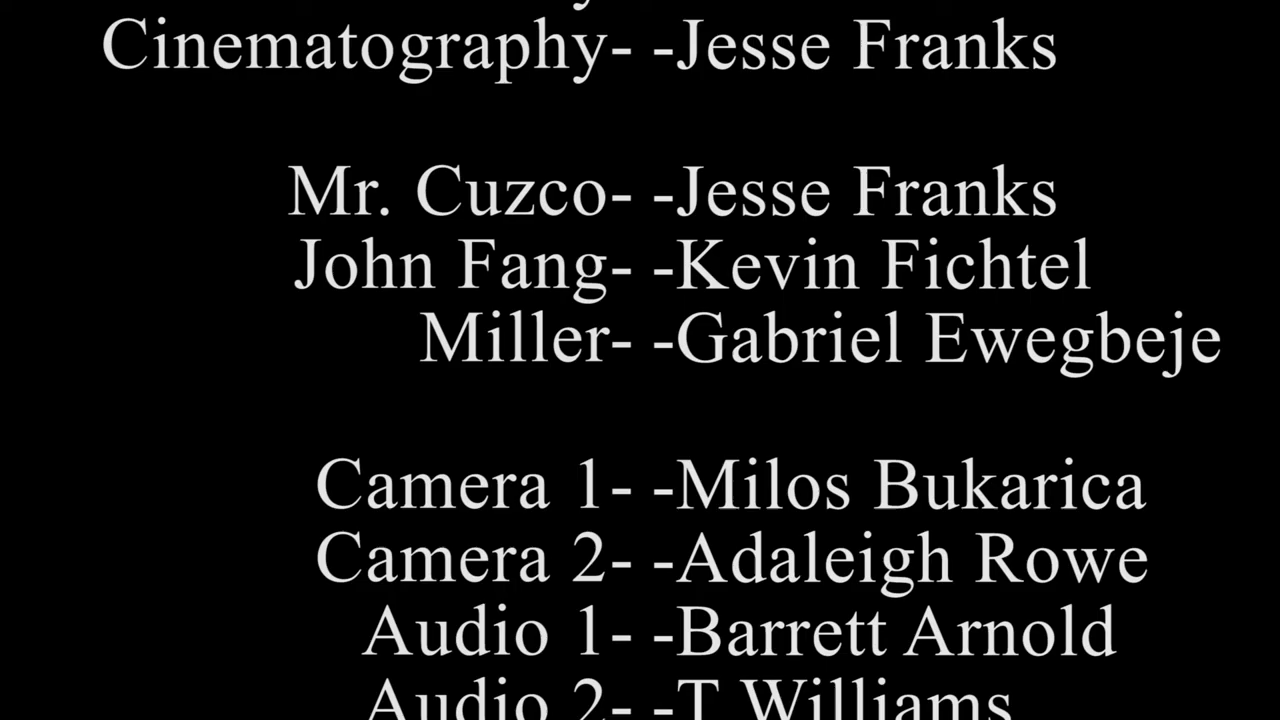 Cinematography- -Jesse Franks
Mr. Cuzco- -Jesse Franks
John Fang- -Kevin Fichtel
Miller- -Gabriel Ewegbeje
Camera 1- -Milos Bukarica
Camera 2- -Adaleigh Rowe
Audio 1- -Barrett Arnold
Audio 2- -T Williams